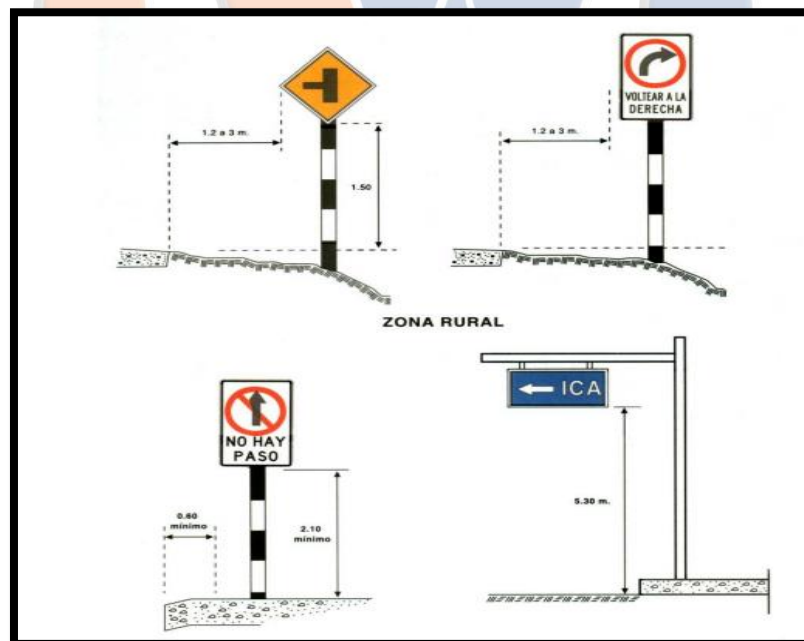 1.2 a 3 m.
1.50
1.2 a 3 m.
VOLTEAR A LA
DERECHA
ZONA RURAL
NO HAY
PASO
0.60
mínimo
2.10
mínimo
ICA
5.30 m.